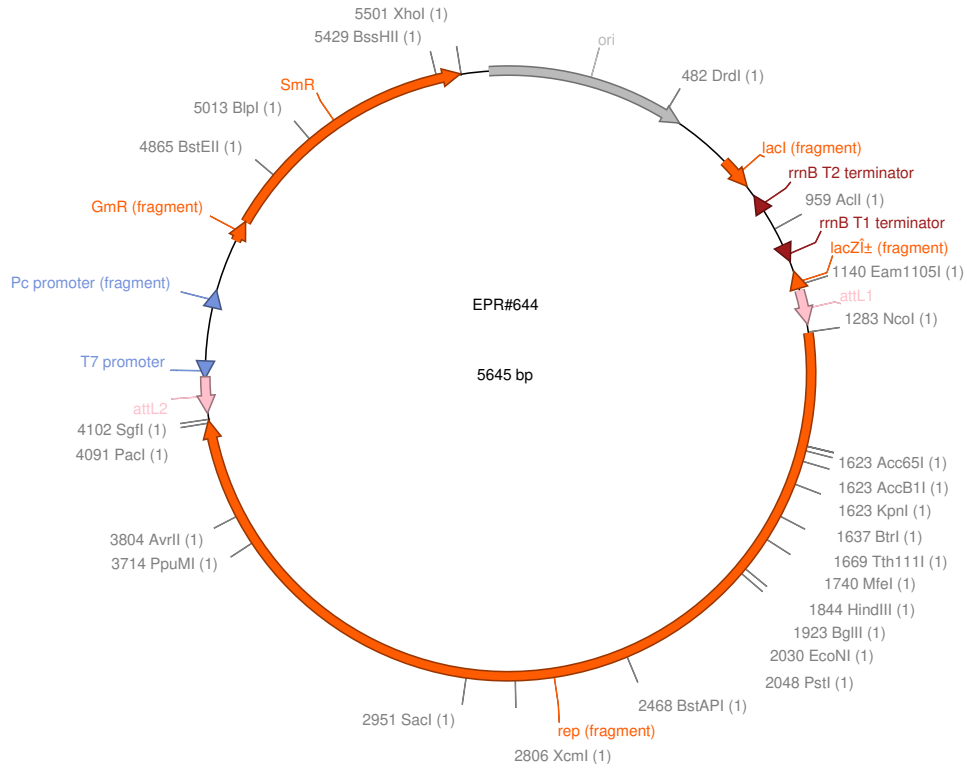 5501 XhoI (1)
5429 BssHII (1)
ori
482 DrdI (1)
SmR
5013 BlpI (1)
4865 BstEII (1)
lacI (fragment)
rrnB T2 terminator
959 AclI (1)
GmR (fragment)
rrnB T1 terminator
lacZÎ± (fragment)
1140 Eam1105I (1)
Pc promoter (fragment)
attL1
EPR#644
1283 NcoI (1)
T7 promoter
5645 bp
attL2
4102 SgfI (1)
4091 PacI (1)
1623 Acc65I (1)
1623 AccB1I (1)
1623 KpnI (1)
3804 AvrII (1)
1637 BtrI (1)
3714 PpuMI (1)
1669 Tth111I (1)
1740 MfeI (1)
1844 HindIII (1)
1923 BglII (1)
2030 EcoNI (1)
2048 PstI (1)
2468 BstAPI (1)
2951 SacI (1)
rep (fragment)
2806 XcmI (1)